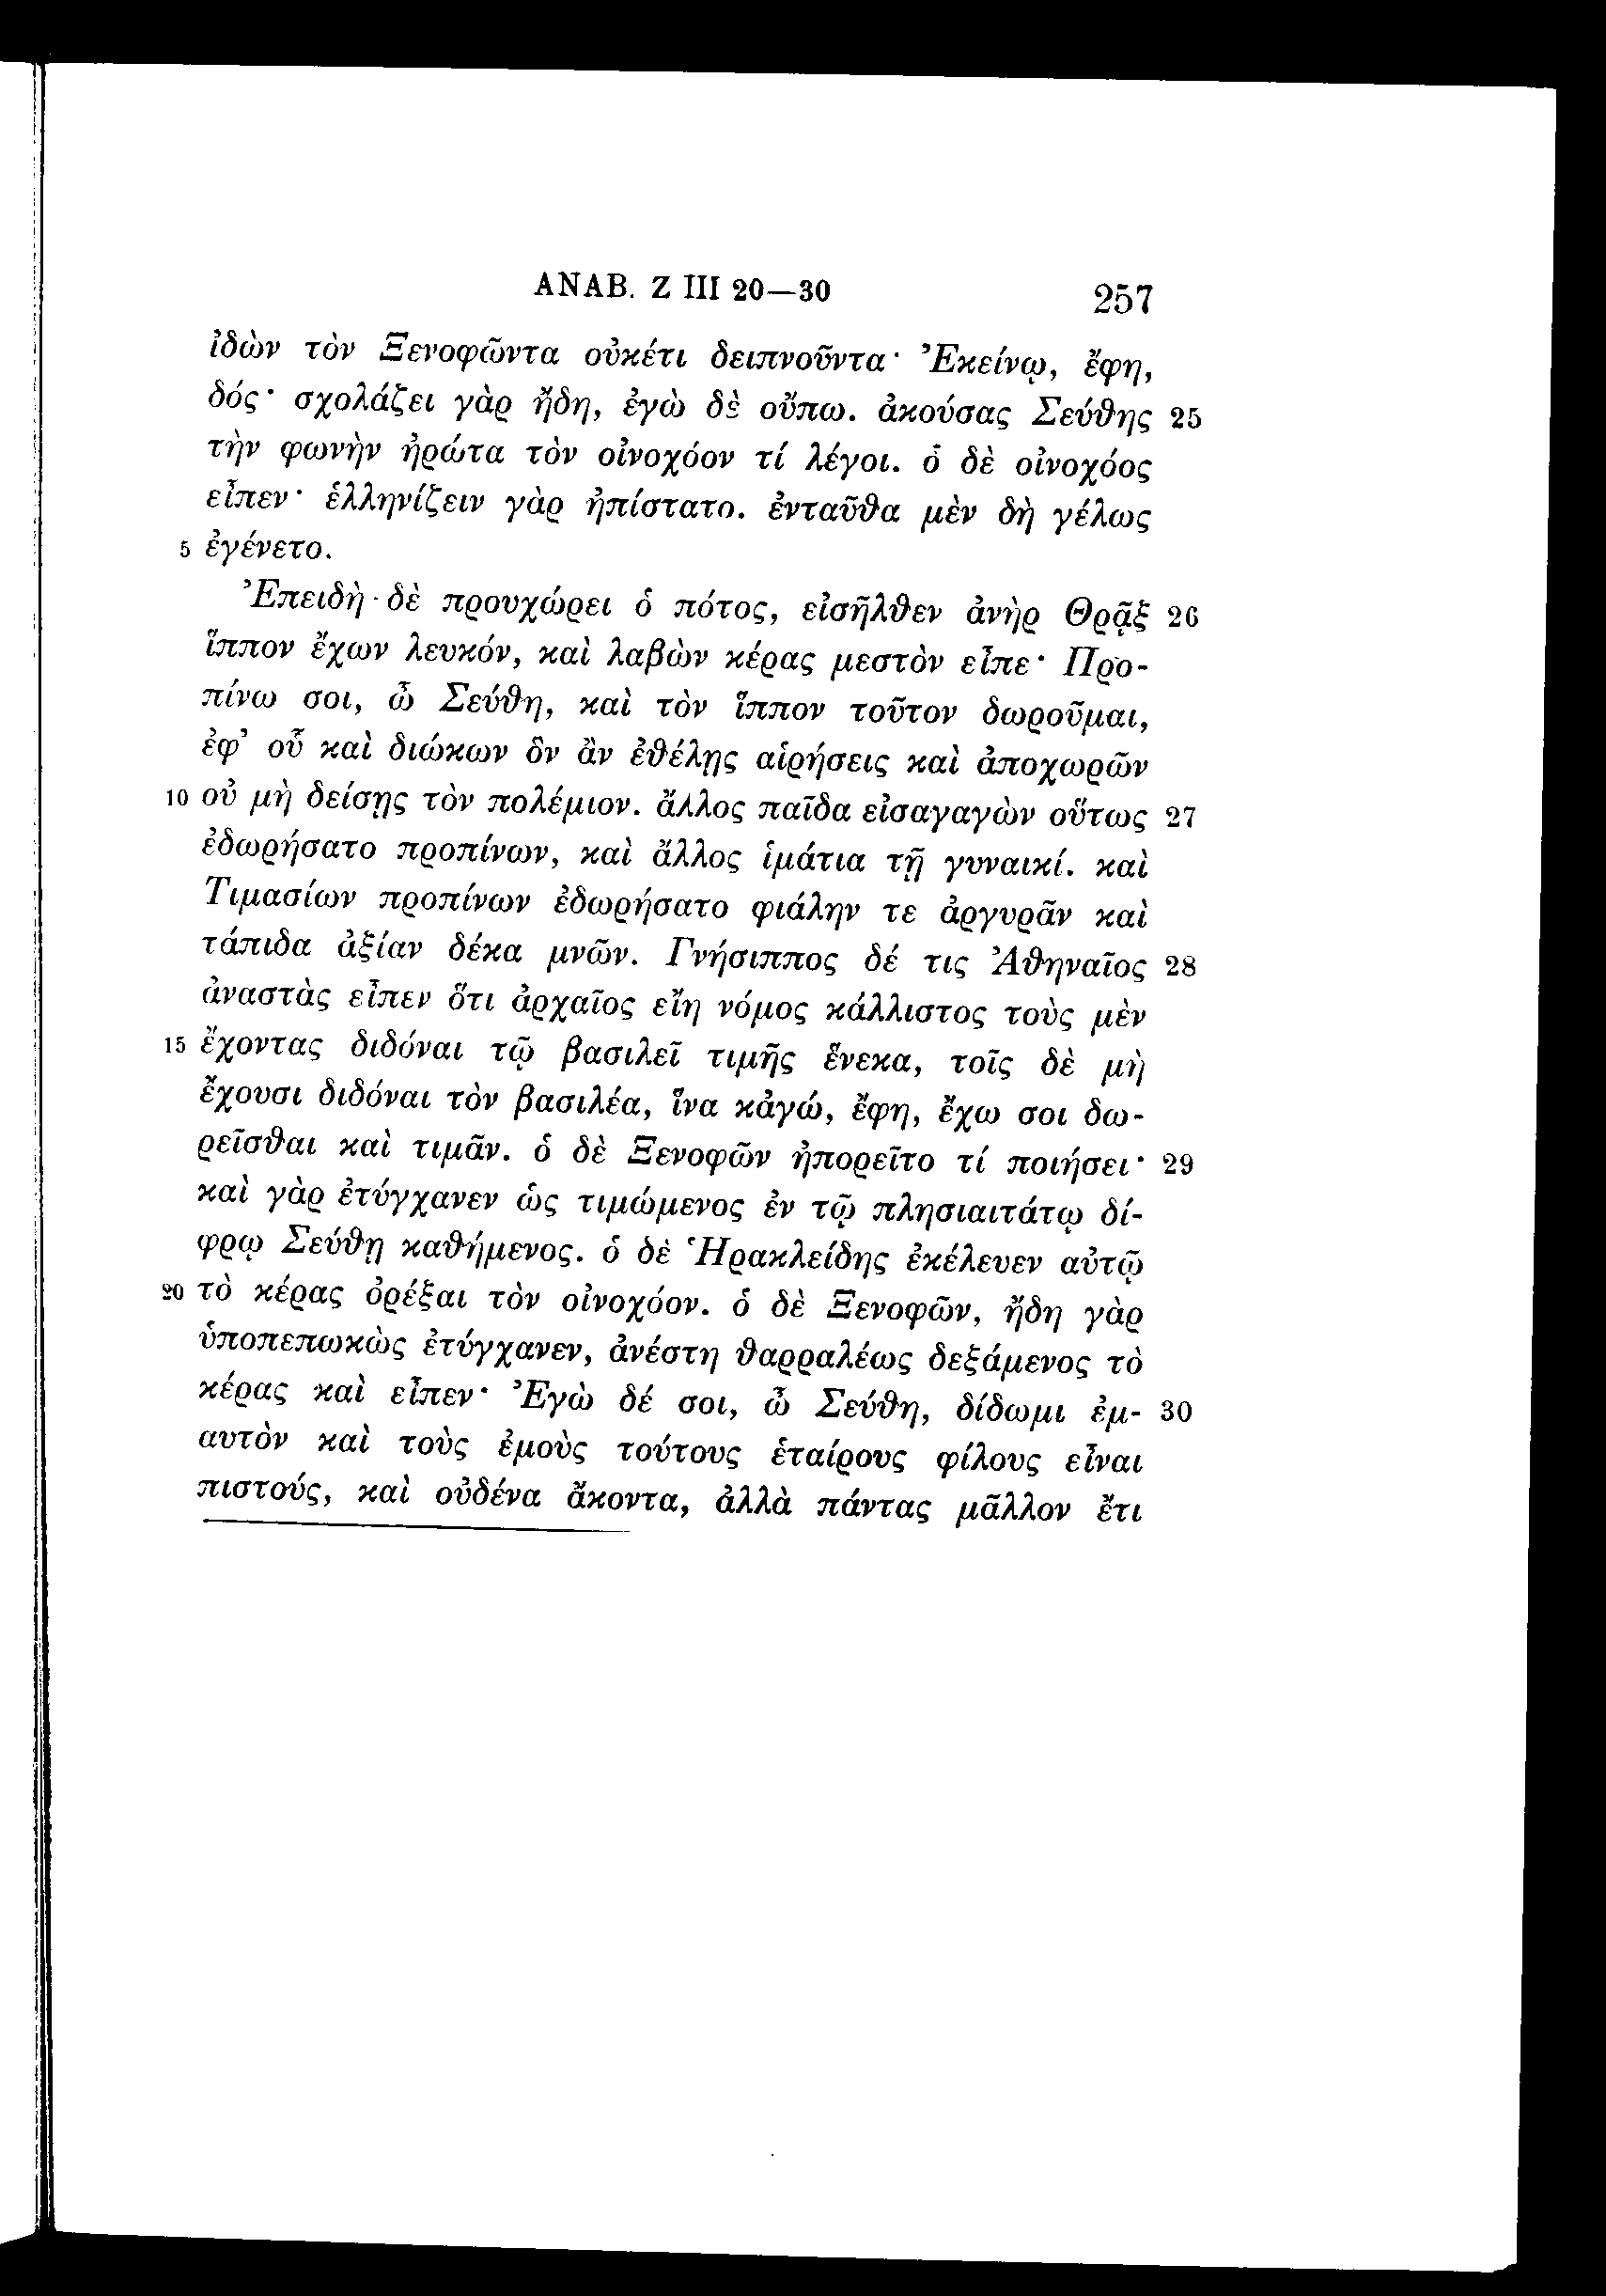 ΑΝΑΒ. Ζ III 20—30 257
ἰδὼν τὸν Ξενοφῶντα οὐκέτι δειπνοῦντα· Ἐκείνῳ, ἔφη,
δός· σχολάζει γὰρ ἤδη, ἐγὼ δὲ οὔπω. ἀκούσας Σεύθης 25
τὴν φωνὴν ἠρώτα τὸν οἰνοχόον τί λέγοι. ὁ δὲ οἰνοχόος
εἶπεν· ἑλληνίζειν γὰρ ἠπίστατο. ἐνταῦθα μὲν δὴ γέλως
5 ἐγένετο.
Ἐπειδὴ δὲ προυχώρει ὁ πότος, εἰσῆλθεν ἀνὴρ Θρᾷξ 26
ἵππον ἔχων λευκόν, καὶ λαβὼν κέρας μεστὸν εἶπε· Προ-
πίνω σοι, ὦ Σεύθη, καὶ τὸν ἵππον τοῦτον δωροῦμαι,
ἐφ’ οὗ καὶ διώκων ὃν ἂν ἐθέλῃς αἱρήσεις καὶ ἀποχωρῶν
10 οὐ μὴ δείσῃς τὸν πολέμιον. ἄλλος παῖδα εἰσαγαγὼν οὕτως 27
ἐδωρήσατο προπίνων, καὶ ἄλλος ἱμάτια τῇ γυναικί. καὶ
Τιμασίων προπίνων ἐδωρήσατο φιάλην τε ἀργυρᾶν καὶ
τάπιδα ἀξίαν δέκα μνῶν. Γνήσιππος δέ τις Ἀθηναῖος 28
ἀναστὰς εἶπεν ὅτι ἀρχαῖος εἴη νόμος κάλλιστος τοὺς μὲν
15 ἔχοντας διδόναι τῷ βασιλεῖ τιμῆς ἕνεκα, τοῖς δὲ μὴ
ἔχουσι διδόναι τὸν βασιλέα, ἵνα κἀγώ, ἔφη, ἔχω σοι δω-
ρεῖσθαι καὶ τιμᾶν. ὁ δὲ Ξενοφῶν ἠπορεῖτο τί ποιήσει· 29
καὶ γὰρ ἐτύγχανεν ὡς τιμώμενος ἐν τῷ πλησιαιτάτῳ δί-
φρῳ Σεύθῃ καθήμενος. ὁ δὲ Ἡρακλείδης ἐκέλευεν αὐτῷ
20 τὸ κέρας ὀρέξαι τὸν οἰνοχόον. ὁ δὲ Ξενοφῶν, ἤδη γὰρ
ὑποπεπωκὼς ἐτύγχανεν, ἀνέστη θαρραλέως δεξάμενος τὸ
κέρας καὶ εἶπεν· Ἐγὼ δέ σοι, ὦ Σεύθη, δίδωμι ἐμ- 30
αυτὸν καὶ τοὺς ἐμοὺς τούτους ἑταίρους φίλους εἶναι
πιστούς, καὶ οὐδένα ἄκοντα, ἀλλὰ πάντας μᾶλλον ἔτι